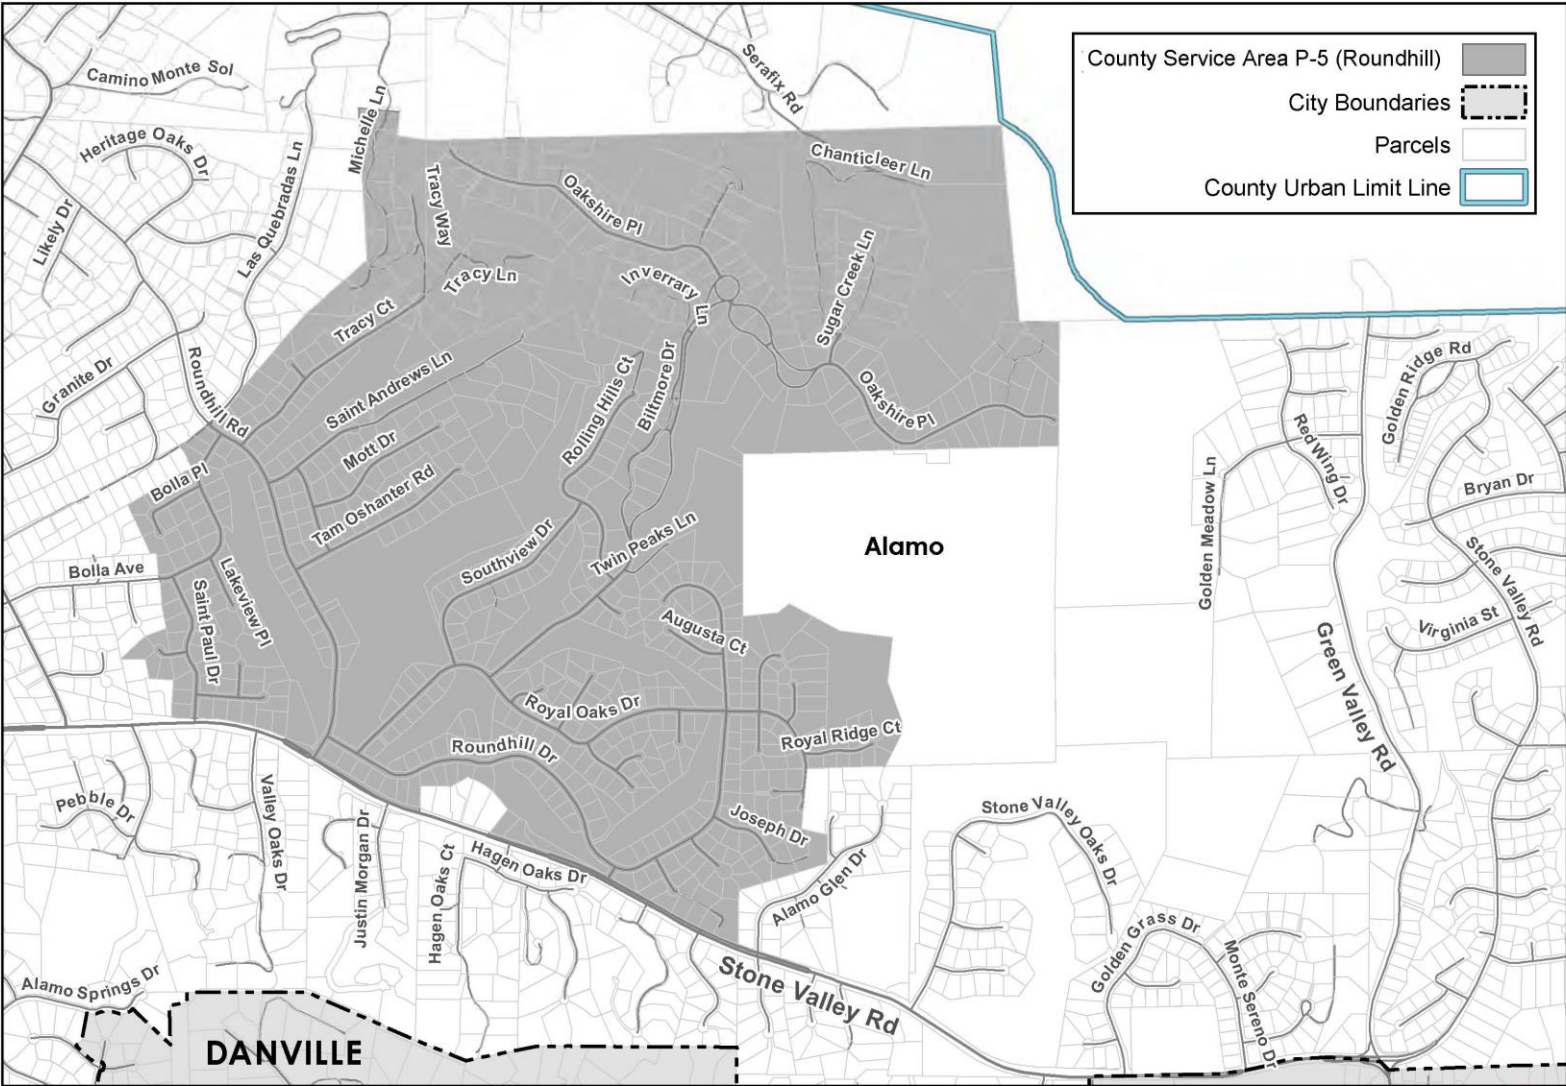 County Service Area P-5 (Roundhill)
City Boundaries
Parcels
County Urban Limit Line
Camino Monte Sol
Serafix Rd
Michelle Ln
Heritage Oaks Dr
Chanticleer Ln
Likely Dr
Las Quebradas Ln
Tracy Way
Oakshire Pl
Tracy Ln
Inverrary Ln
Sugar Creek Ln
Tracy Ct
Granite Dr
Roundhill Rd
Saint Andrews Ln
Rolling Hills Ct
Biltmore Dr
Oakshire Pl
Golden Ridge Rd
Red Wing Dr
Mott Dr
Bolla Pl
Tam Oshanter Rd
Golden Meadow Ln
Bryan Dr
Alamo
Southview Dr
Twin Peaks Ln
Bolla Ave
Lakeview Pl
Saint Paul Dr
Stone Valley Rd
Augusta Ct
Virginia St
Green Valley Rd
Royal Oaks Dr
Royal Ridge Ct
Roundhill Dr
Pebble Dr
Valley Oaks Dr
Justin Morgan Dr
Hagen Oaks Ct
Hagen Oaks Dr
Joseph Dr
Alamo Glen Dr
Stone Valley Oaks Dr
Golden Grass Dr
Monte Sereno Dr
Alamo Springs Dr
Stone Valley Rd
DANVILLE